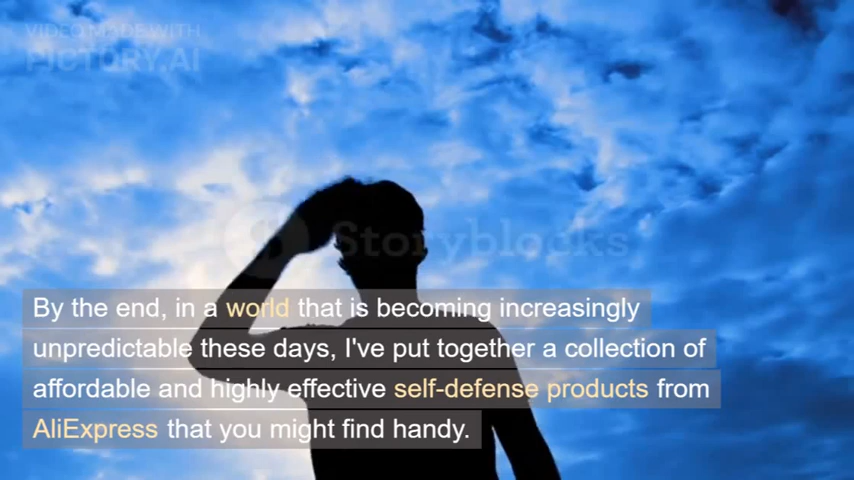 VIDEO MADE WITH
PICTORY.AI
Storyblocks
By the end, in a world that is becoming increasingly
unpredictable these days, I've put together a collection of
affordable and highly effective self-defense products from
AliExpress that you might find handy.